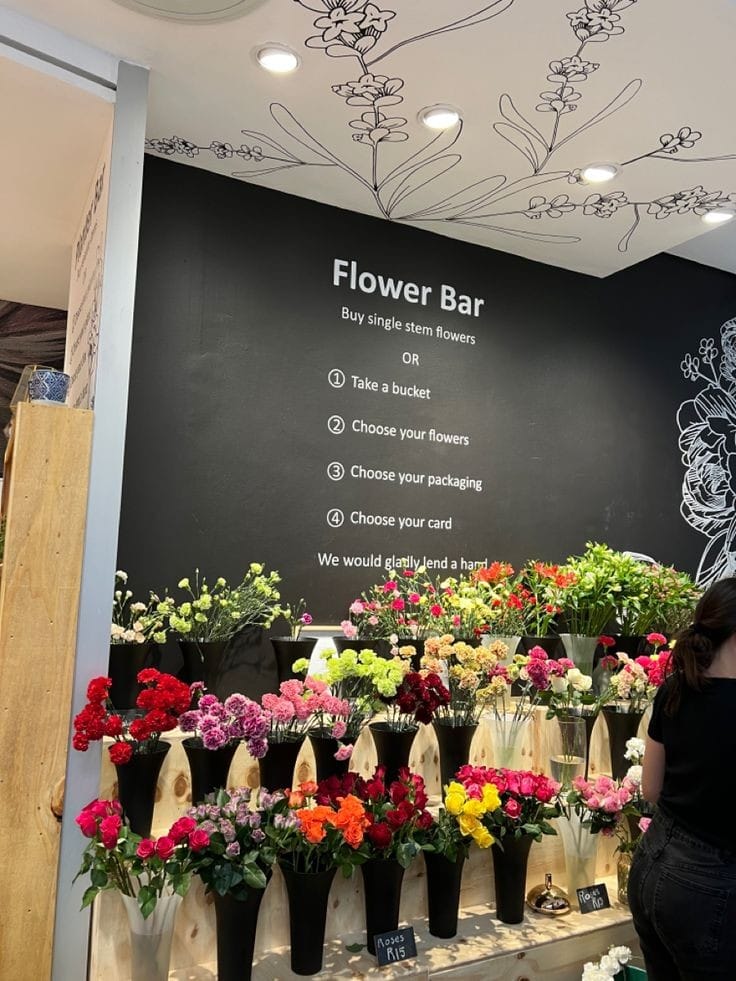 Flower Bar
Buy single stem flowers
OR
① Take a bucket
② Choose your flowers
③ Choose your packaging
④ Choose your card
We would gladly lend a hand
Roses
R15
Roses
R15